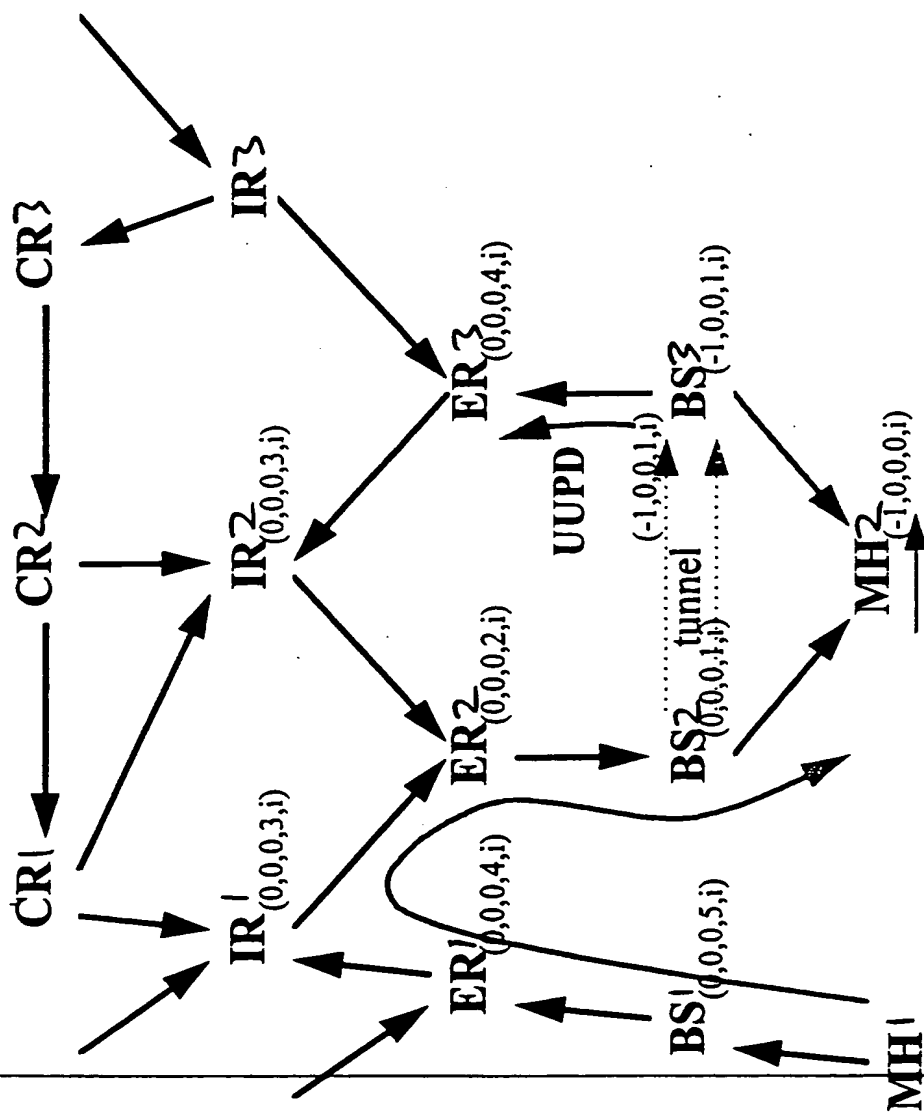 CR1
CR2
CR3
IR1
(0,0,0,3,i)
IR2
(0,0,0,3,i)
IR3
ER1
(0,0,0,4,i)
ER2
(0,0,0,2,i)
ER3
(0,0,0,4,i)
UUPD
(-1,0,0,1,i)
tunnel
BS1
(0,0,0,5,i)
BS2
(0,0,0,1,i)
BS3
(-1,0,0,1,i)
MH1
MH2
(-1,0,0,0,i)